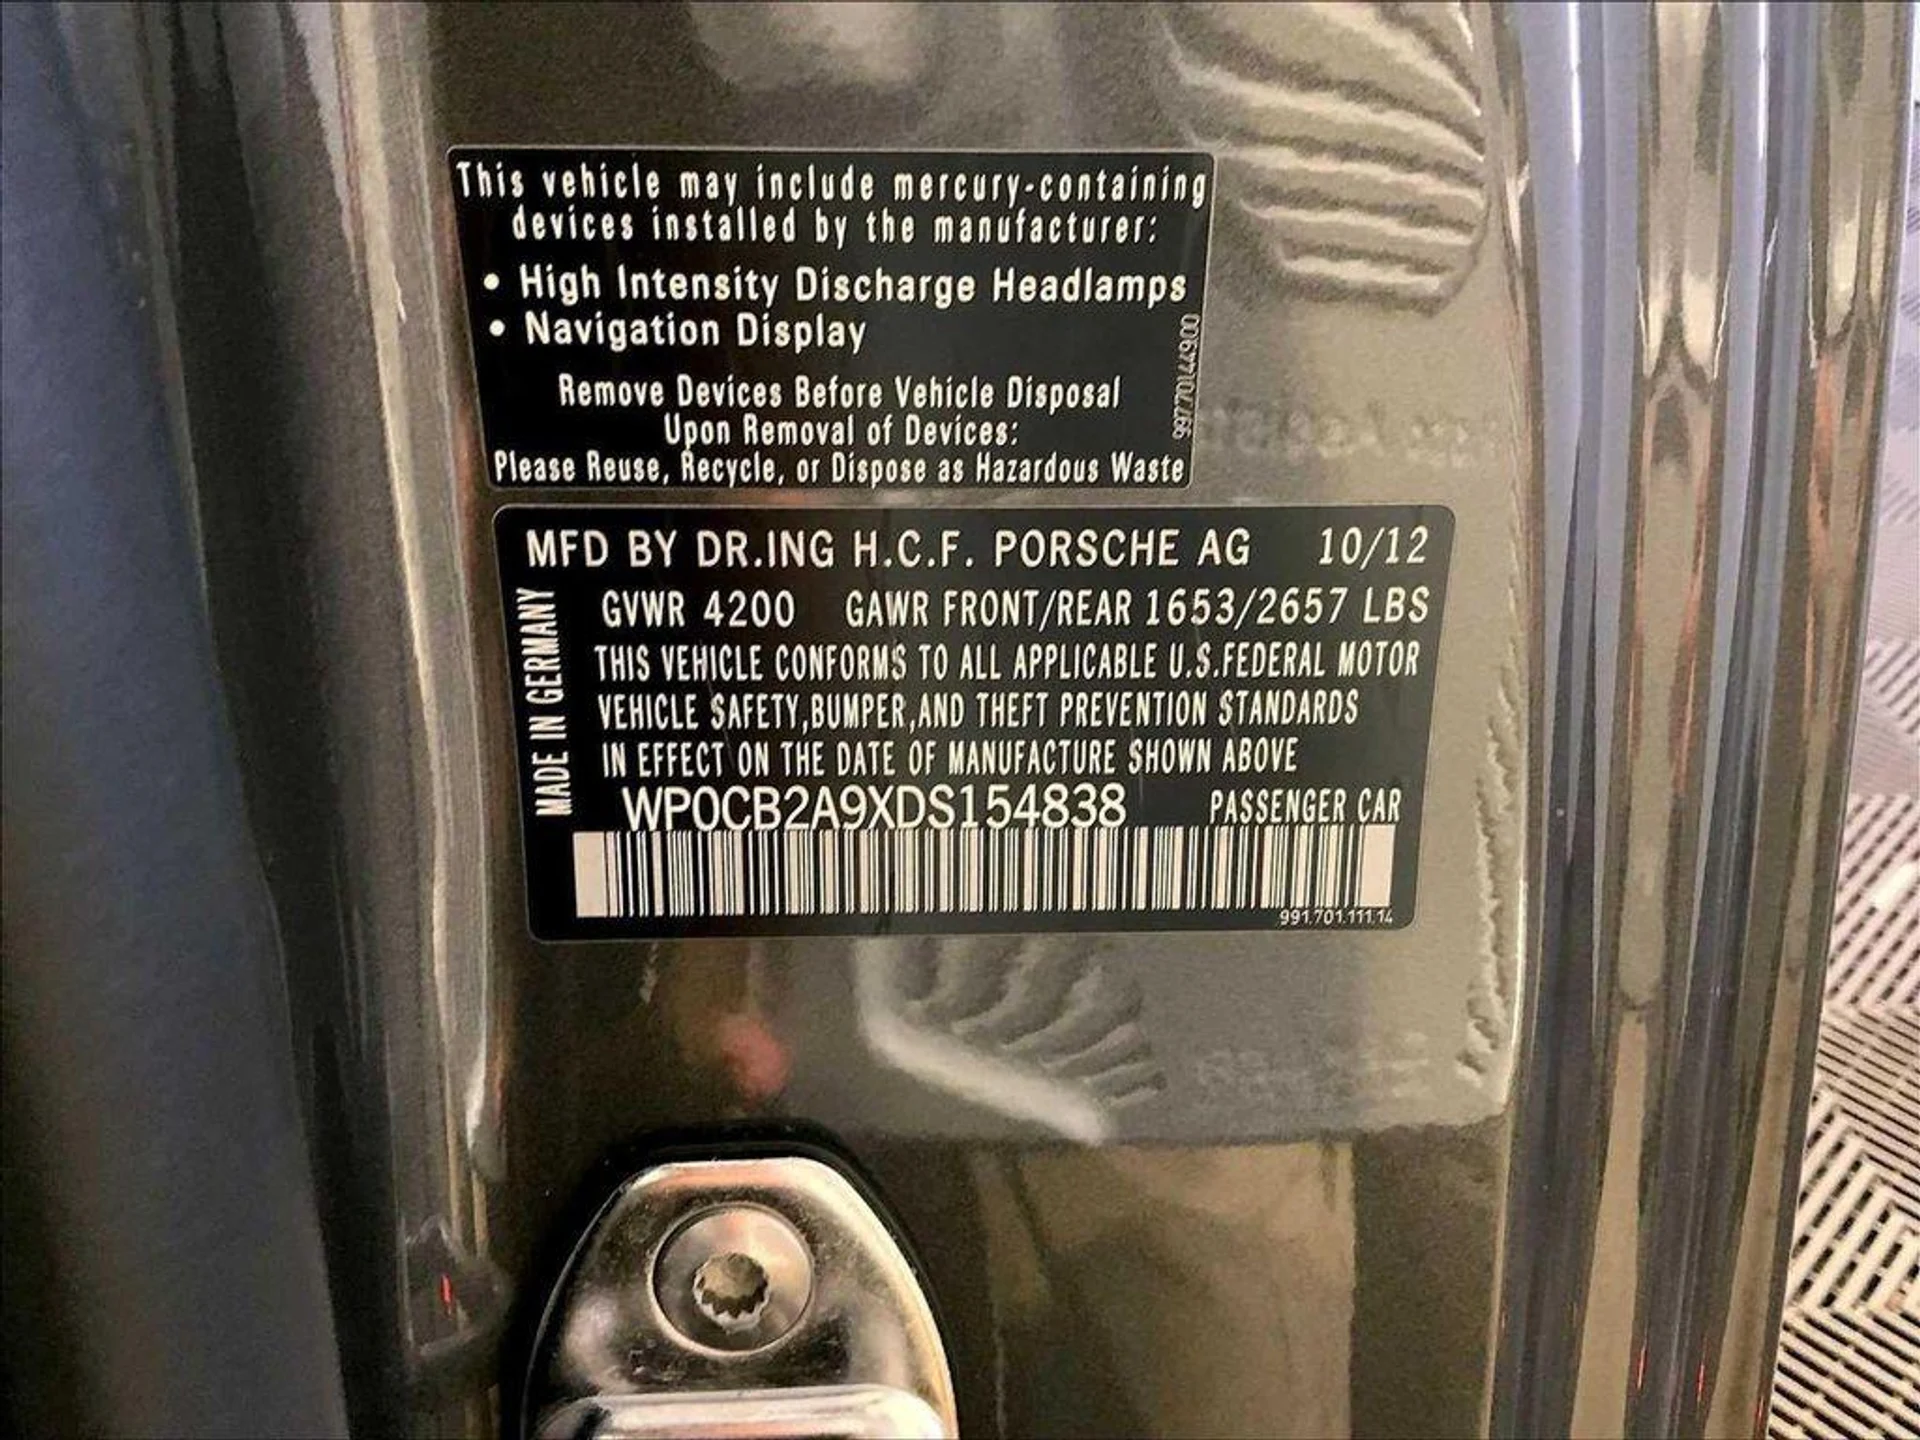 This vehicle may include mercury-containing
devices installed by the manufacturer:
• High Intensity Discharge Headlamps
• Navigation Display
Remove Devices Before Vehicle Disposal
Upon Removal of Devices:
Please Reuse, Recycle, or Dispose as Hazardous Waste
99770144900
MFD BY DR.ING H.C.F. PORSCHE AG 10/12
GVWR 4200 GAWR FRONT/REAR 1653/2657 LBS
THIS VEHICLE CONFORMS TO ALL APPLICABLE U.S.FEDERAL MOTOR
VEHICLE SAFETY,BUMPER,AND THEFT PREVENTION STANDARDS
IN EFFECT ON THE DATE OF MANUFACTURE SHOWN ABOVE
WP0CB2A9XDS154838 PASSENGER CAR
MADE IN GERMANY
991.701.111.14